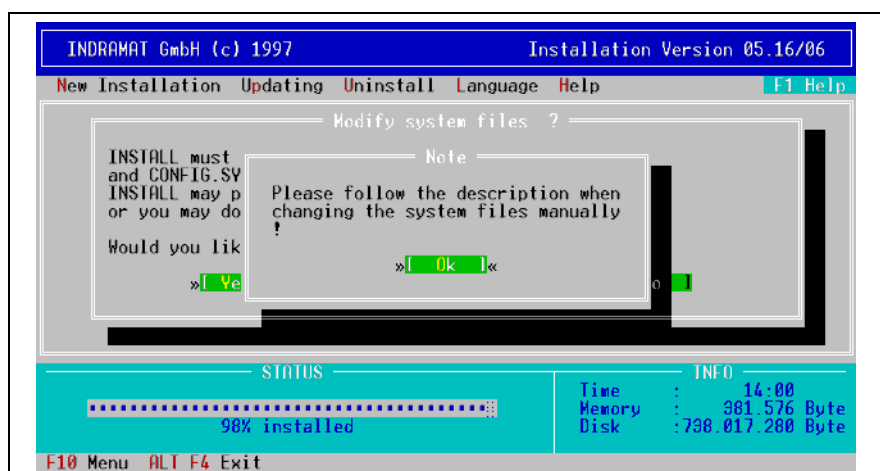 INDRAMAT GmbH (c) 1997 Installation Version 05.16/06
New Installation Updating Uninstall Language Help F1 Help
Modify system files ?
INSTALL must
and CONFIG.SY
INSTALL may p
or you may do
Would you lik
»[ Ye
o ]
Note
Please follow the description when
changing the system files manually
!
»[ Ok ]«
STATUS
98% installed
INFO
Time : 14:00
Memory : 381.576 Byte
Disk :738.017.280 Byte
F10 Menu ALT F4 Exit